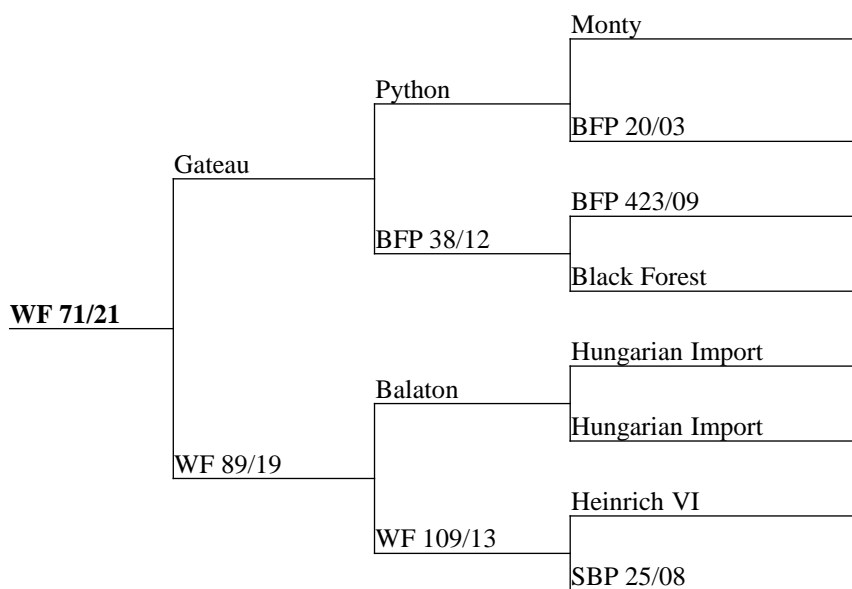 Monty
Python
BFP 20/03
Gateau
BFP 423/09
BFP 38/12
Black Forest
WF 71/21
Hungarian Import
Balaton
Hungarian Import
WF 89/19
Heinrich VI
WF 109/13
SBP 25/08